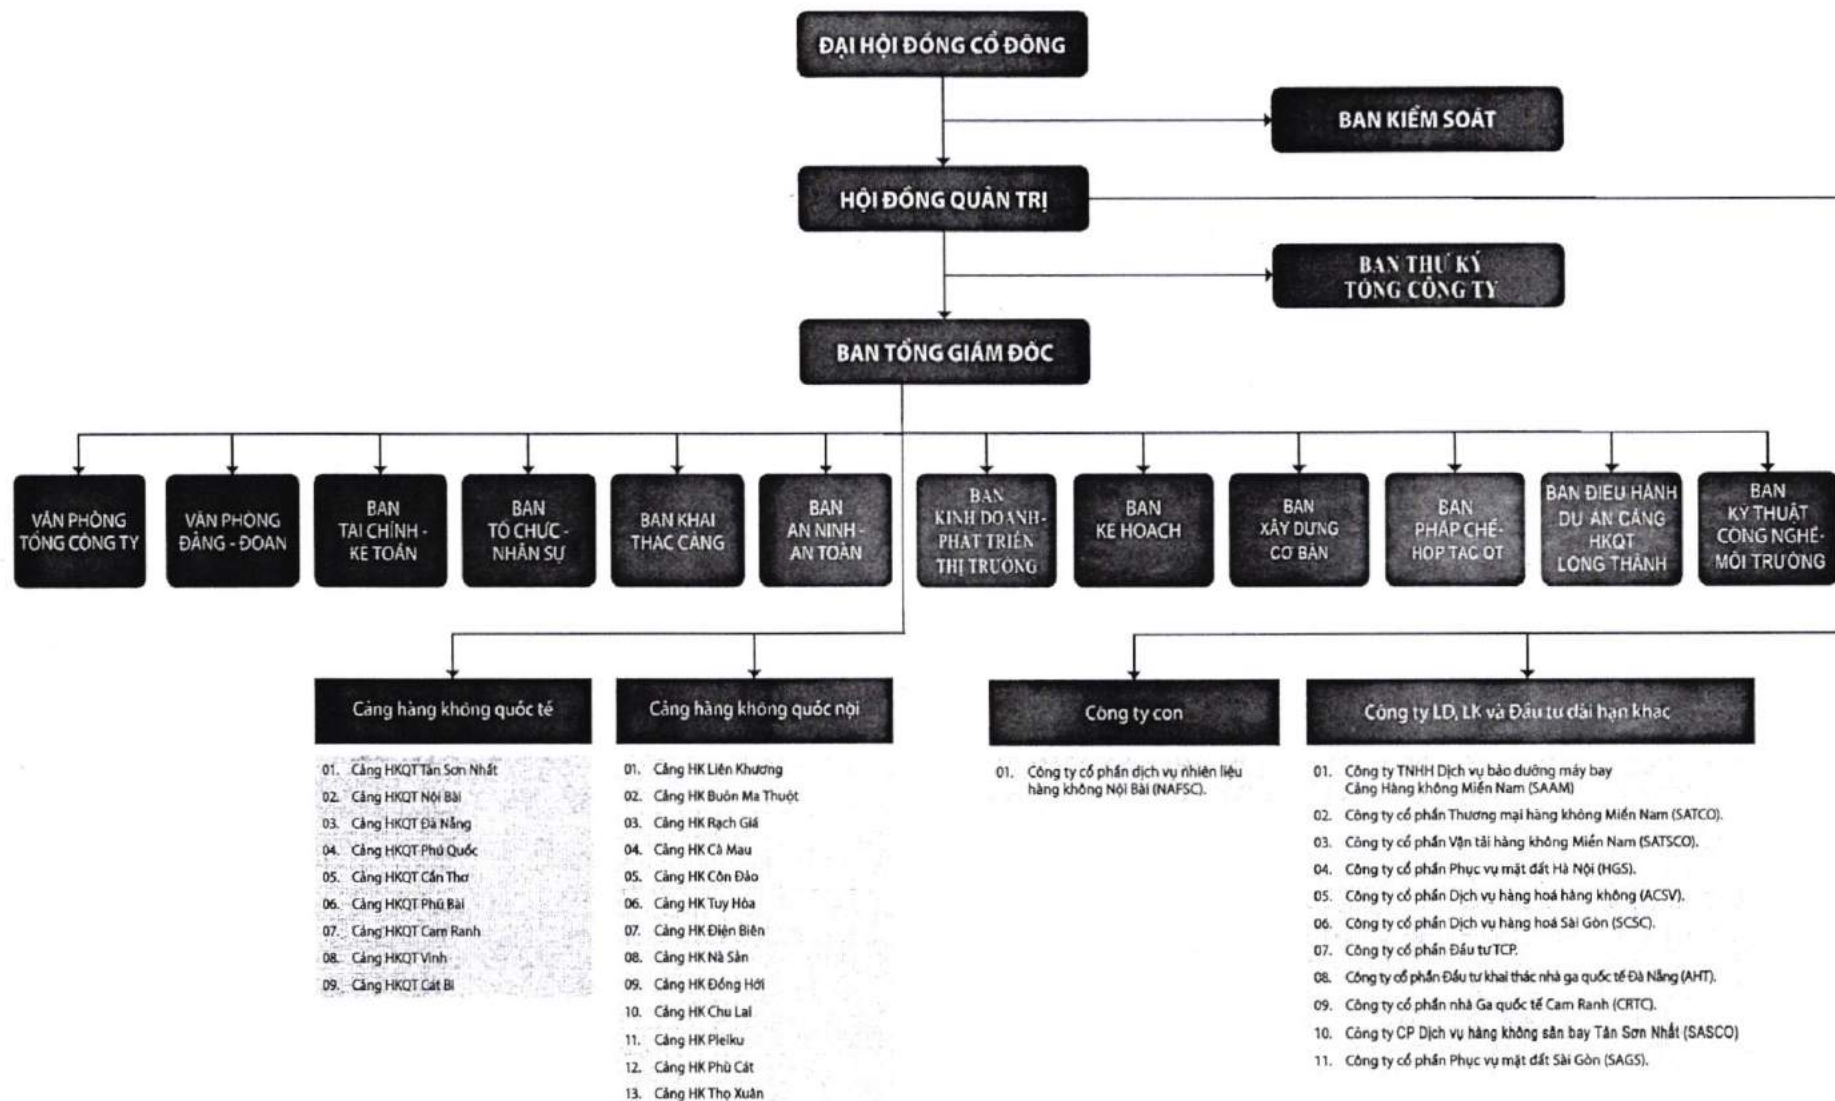 ĐẠI HỘI ĐỒNG CỔ ĐÔNG
BAN KIỂM SOÁT
HỘI ĐỒNG QUẢN TRỊ
BAN THƯ KÝ
TỔNG CÔNG TY
BAN TỔNG GIÁM ĐỐC
VĂN PHÒNG
TỔNG CÔNG TY
VĂN PHÒNG
ĐẢNG - ĐOÀN
BAN
TÀI CHÍNH -
KẾ TOÁN
BAN
TỔ CHỨC -
NHÂN SỰ
BAN KHAI
THÁC CẢNG
BAN
AN NINH -
AN TOÀN
BAN
KINH DOANH-
PHÁT TRIỂN
THỊ TRƯỜNG
BAN
KẾ HOẠCH
BAN
XÂY DỰNG
CƠ BẢN
BAN
PHÁP CHẾ-
HỢP TÁC QT
BAN ĐIỀU HÀNH
DỰ ÁN CẢNG
HKQT
LONG THÀNH
BAN
KỸ THUẬT
CÔNG NGHỆ-
MÔI TRƯỜNG
Cảng hàng không quốc tế
01. Cảng HKQT Tân Sơn Nhất
02. Cảng HKQT Nội Bài
03. Cảng HKQT Đà Nẵng
04. Cảng HKQT Phú Quốc
05. Cảng HKQT Cần Thơ
06. Cảng HKQT Phú Bài
07. Cảng HKQT Cam Ranh
08. Cảng HKQT Vinh
09. Cảng HKQT Cát Bi
Cảng hàng không quốc nội
01. Cảng HK Liên Khương
02. Cảng HK Buôn Ma Thuột
03. Cảng HK Rạch Giá
04. Cảng HK Cà Mau
05. Cảng HK Côn Đảo
06. Cảng HK Tuy Hòa
07. Cảng HK Điện Biên
08. Cảng HK Nà Sản
09. Cảng HK Đồng Hới
10. Cảng HK Chu Lai
11. Cảng HK Pleiku
12. Cảng HK Phù Cát
13. Cảng HK Thọ Xuân
Công ty con
01. Công ty cổ phần dịch vụ nhiên liệu
hàng không Nội Bài (NAFSC).
Công ty LD, LK và Đầu tư dài hạn khác
01. Công ty TNHH Dịch vụ bảo dưỡng máy bay
Cảng Hàng không Miền Nam (SAAM)
02. Công ty cổ phần Thương mại hàng không Miền Nam (SATCO).
03. Công ty cổ phần Vận tải hàng không Miền Nam (SATSCO).
04. Công ty cổ phần Phục vụ mặt đất Hà Nội (HGS).
05. Công ty cổ phần Dịch vụ hàng hoá hàng không (ACSV).
06. Công ty cổ phần Dịch vụ hàng hoá Sài Gòn (SCSC).
07. Công ty cổ phần Đầu tư TCP.
08. Công ty cổ phần Đầu tư khai thác nhà ga quốc tế Đà Nẵng (AHT).
09. Công ty cổ phần nhà Ga quốc tế Cam Ranh (CRTC).
10. Công ty CP Dịch vụ hàng không sân bay Tân Sơn Nhất (SASCO)
11. Công ty cổ phần Phục vụ mặt đất Sài Gòn (SAGS).